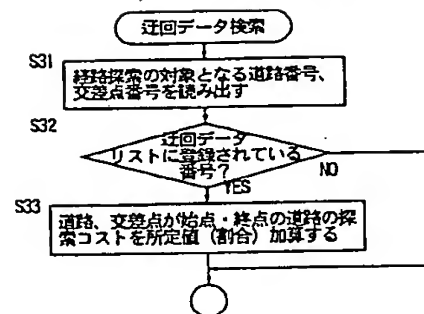 迂回データ検索
S31
経路探索の対象となる道路番号、
交差点番号を読み出す
S32
迂回データ
リストに登録されている
番号?
NO
YES
S33
道路、交差点が始点・終点の道路の探
索コストを所定値(割合)加算する